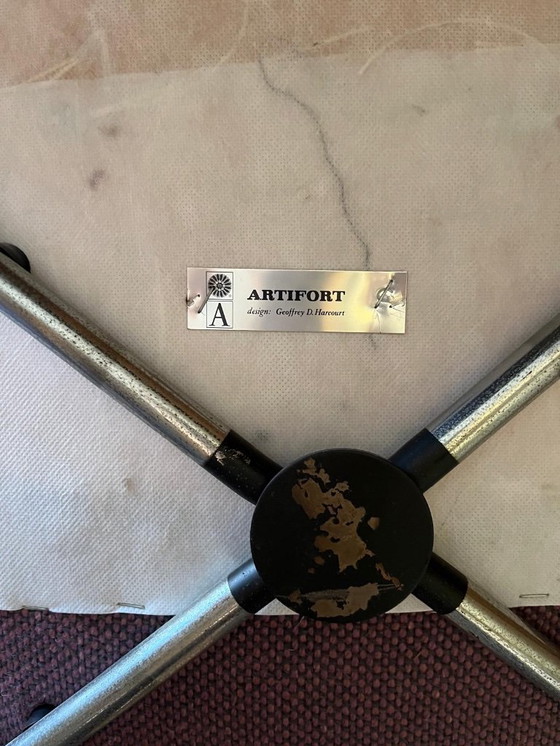 ARTIFORT
A
design: Geoffrey D. Harcourt